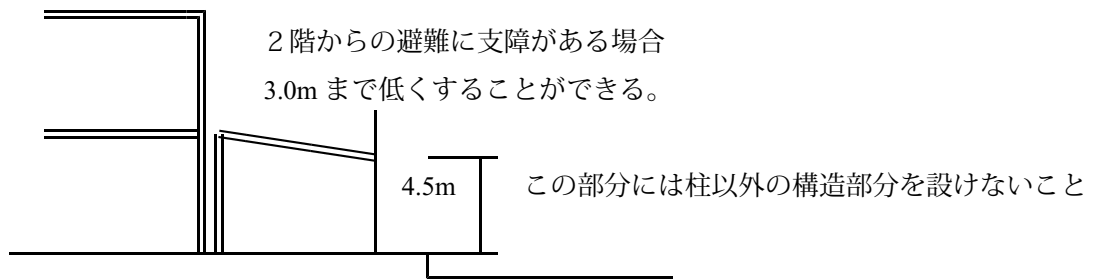 ２階からの避難に支障がある場合
3.0m まで低くすることができる。
4.5m
この部分には柱以外の構造部分を設けないこと